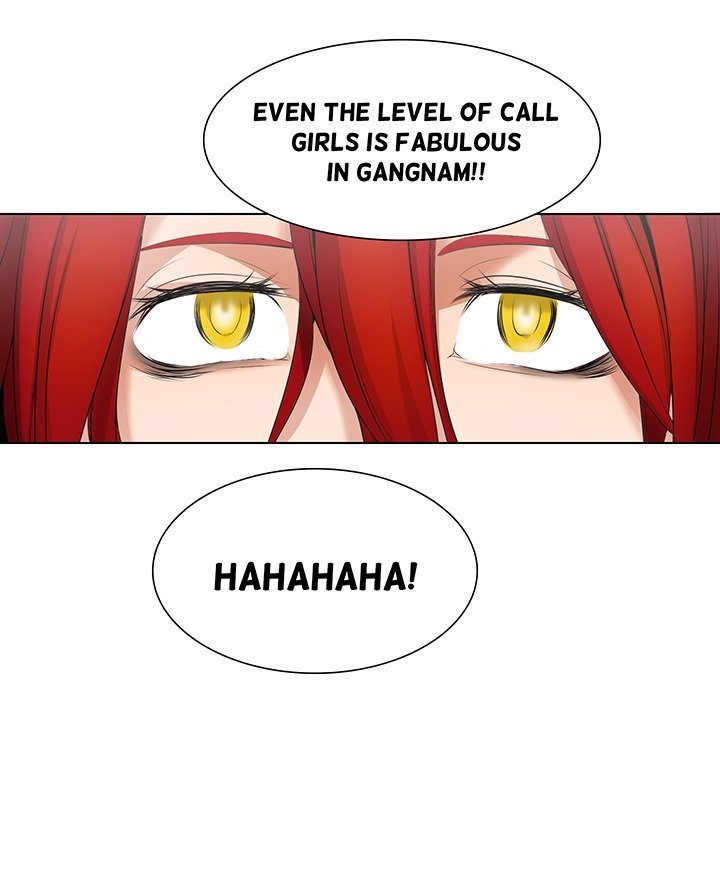 EVEN THE LEVEL OF CALL
GIRLS IS FABULOUS
IN GANGNAM!!
HAHAHAHA!